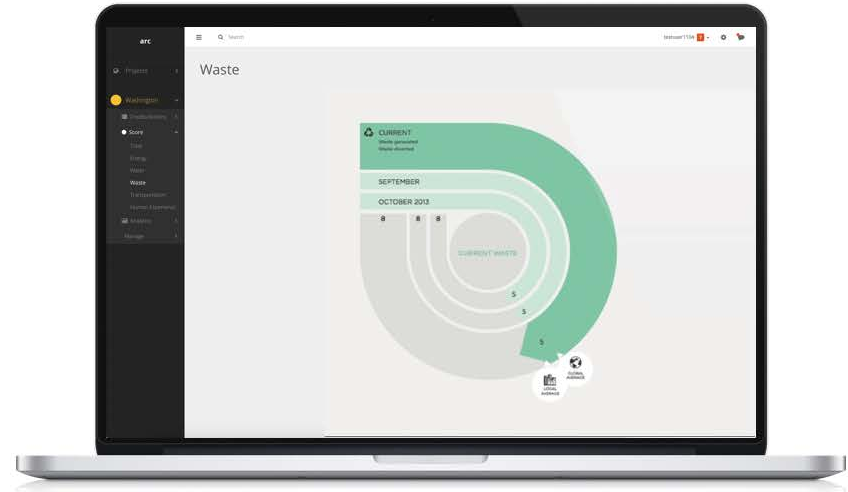 arc
Search
Projects
Washington
Score
Total
Energy
Water
Waste
Transportation
Human Experience
Analytics
Manage
Waste
CURRENT
Waste generated
Waste diverted
SEPTEMBER
OCTOBER 2013
8 8 8
CURRENT WASTE
5
5
5
GLOBAL
AVERAGE
LOCAL
AVERAGE